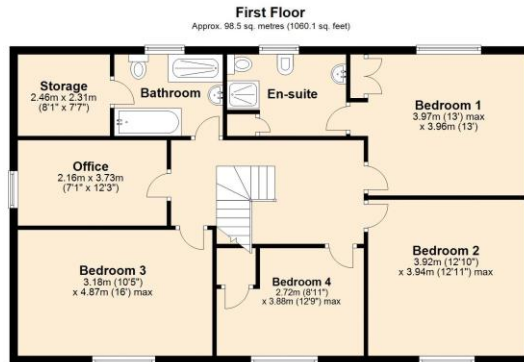 First Floor
Approx. 98.5 sq. metres (1060.1 sq. feet)
Storage
2.46m x 2.31m
(8'1" x 7'7")
Bathroom
En-suite
Bedroom 1
3.97m (13') max
x 3.96m (13')
Office
2.16m x 3.73m
(7'1" x 12'3")
Bedroom 2
3.92m (12'10")
x 3.94m (12'11") max
Bedroom 3
3.18m (10'5")
x 4.87m (16') max
Bedroom 4
2.72m (8'11")
x 3.88m (12'9") max